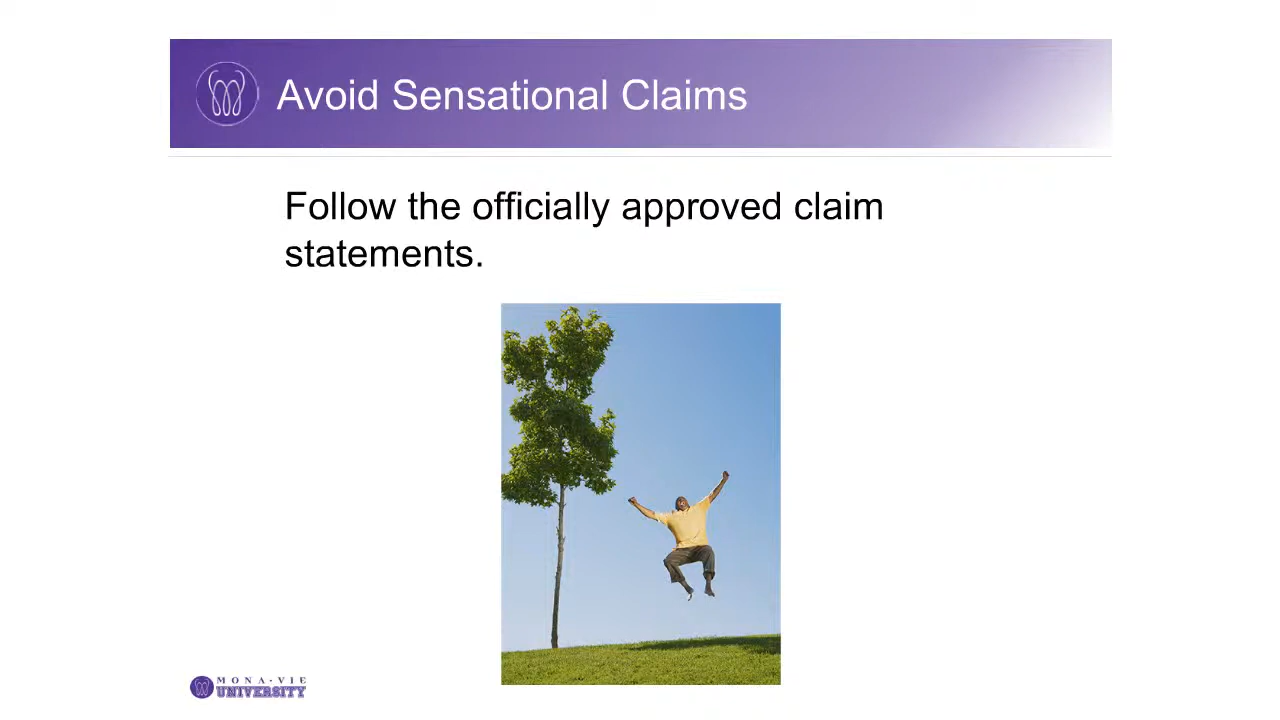 Avoid Sensational Claims
Follow the officially approved claim
statements.
MONA·VIE
UNIVERSITY